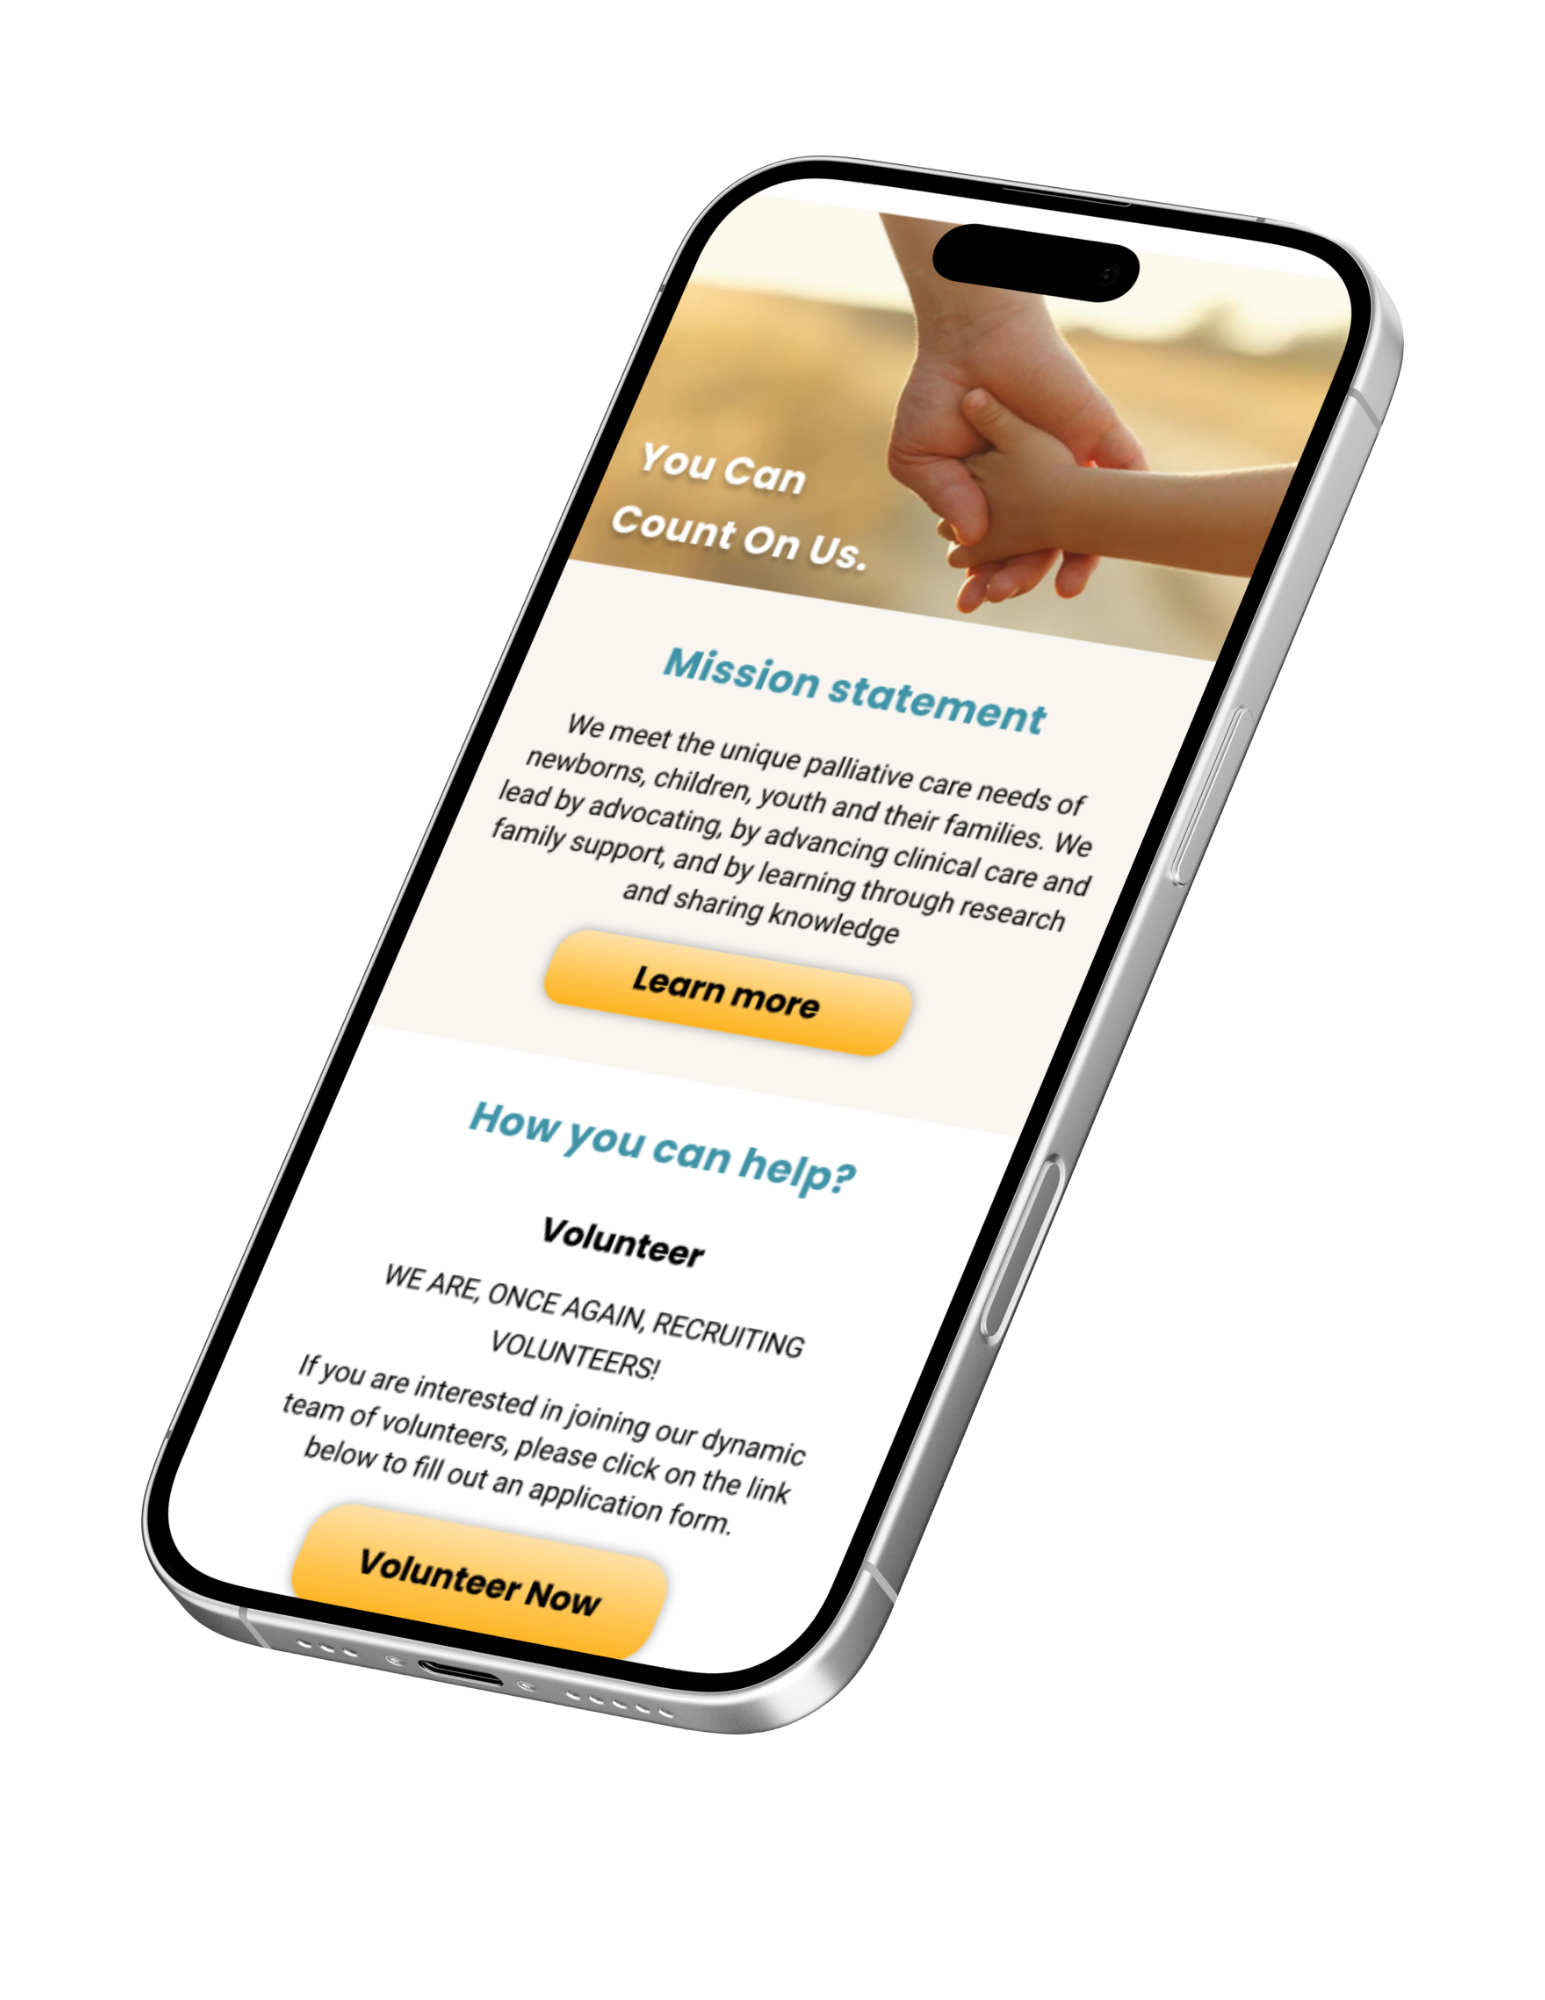 You Can
Count On Us.
Mission statement
We meet the unique palliative care needs of
newborns, children, youth and their families. We
lead by advocating, by advancing clinical care and
family support, and by learning through research
and sharing knowledge
Learn more
How you can help?
Volunteer
WE ARE, ONCE AGAIN, RECRUITING
VOLUNTEERS!
If you are interested in joining our dynamic
team of volunteers, please click on the link
below to fill out an application form.
Volunteer Now